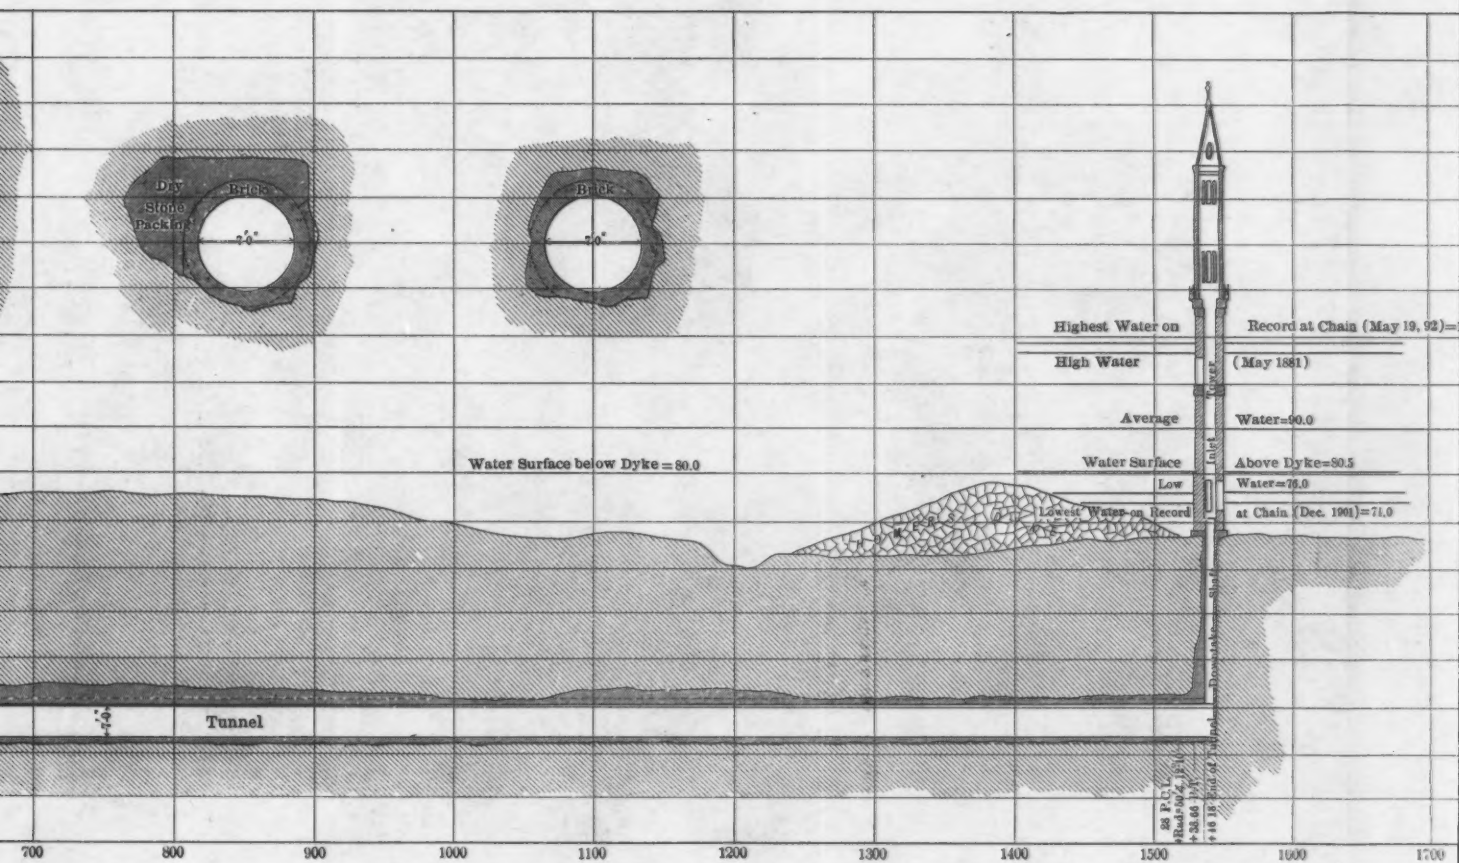 Dry
Stone
Packing
Brick
7'0"
Brick
7'0"
Highest Water on Record at Chain (May 19, 92)=
High Water (May 1881)
Average Water=90.0
Water Surface below Dyke=80.0
Water Surface Above Dyke=80.5
Low Water=76.0
Lowest Water on Record at Chain (Dec. 1901)=71.0
Inlet Tower
Downtake Shaft
7'-0"
Tunnel
28 P.C.L.
End of Tunnel
700 800 900 1000 1100 1200 1300 1400 1500 1600 1700